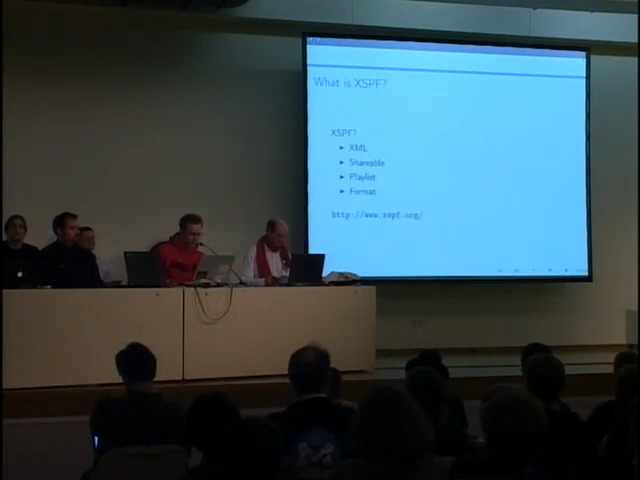 What is XSPF?
XSPF?
► XML
► Shareable
► Playlist
► Format
http://www.xspf.org/